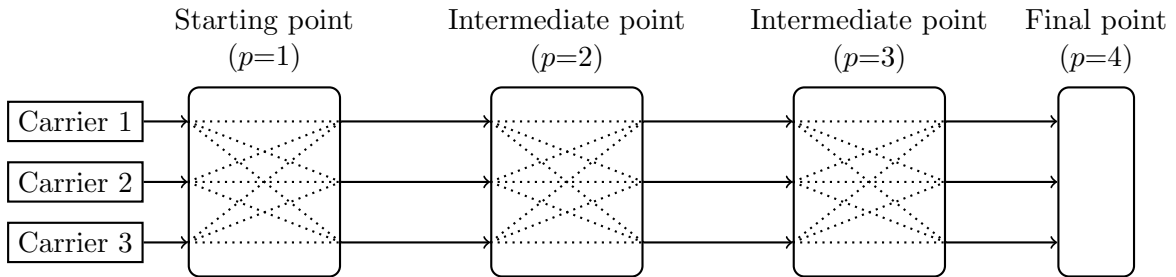 Starting point
(p=1)
Intermediate point
(p=2)
Intermediate point
(p=3)
Final point
(p=4)
Carrier 1
Carrier 2
Carrier 3